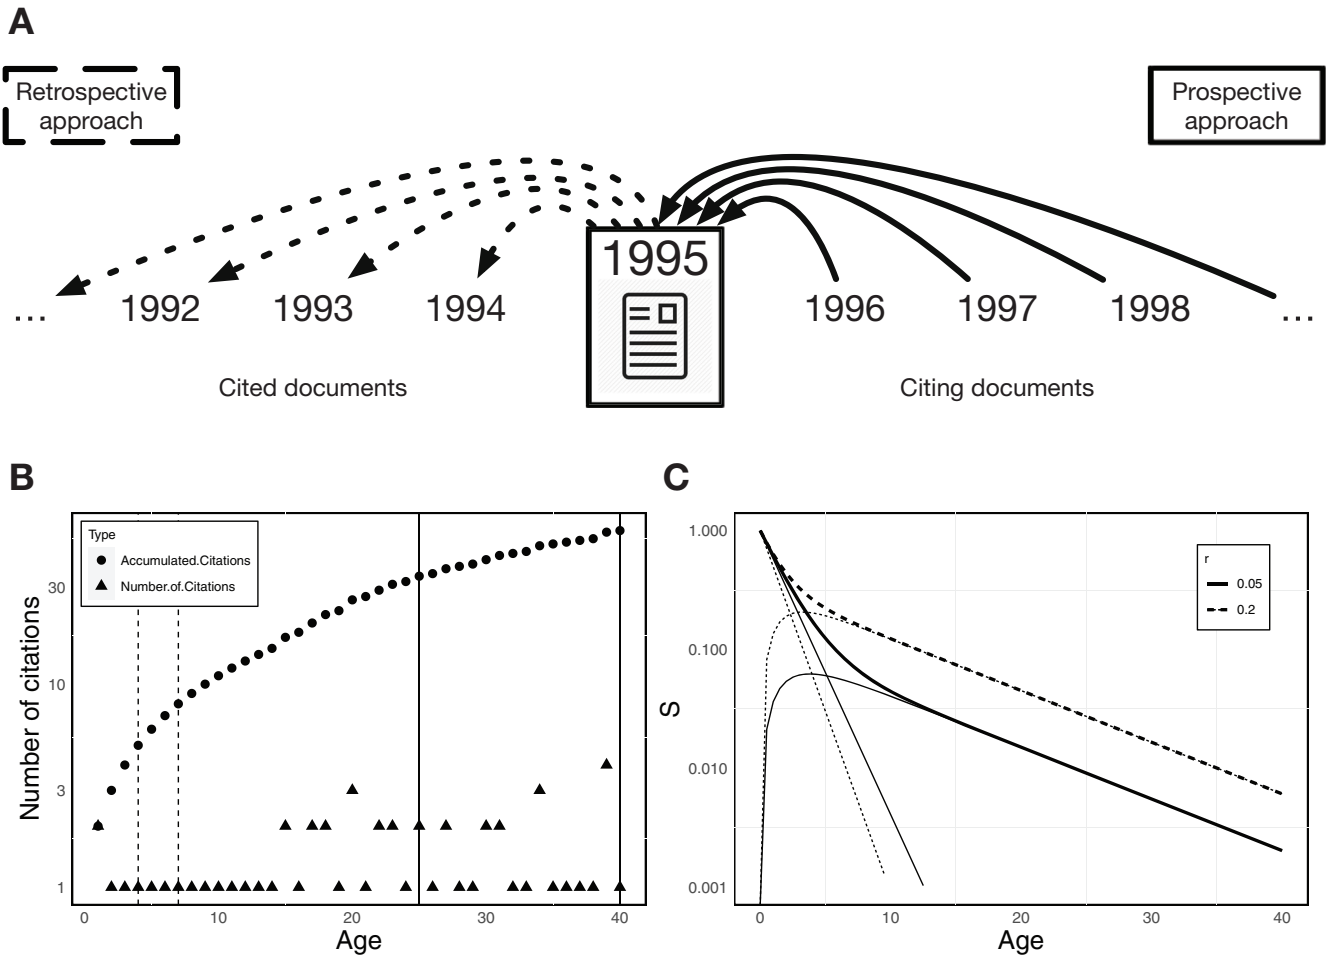 A
Retrospective
approach
Prospective
approach
1995
... 1992 1993 1994 1996 1997 1998 ...
Cited documents
Citing documents
B
Type
Accumulated.Citations
Number.of.Citations
Number of citations
30
10
3
1
0 10 20 30 40
Age
C
r
0.05
0.2
S
1.000
0.100
0.010
0.001
0 10 20 30 40
Age